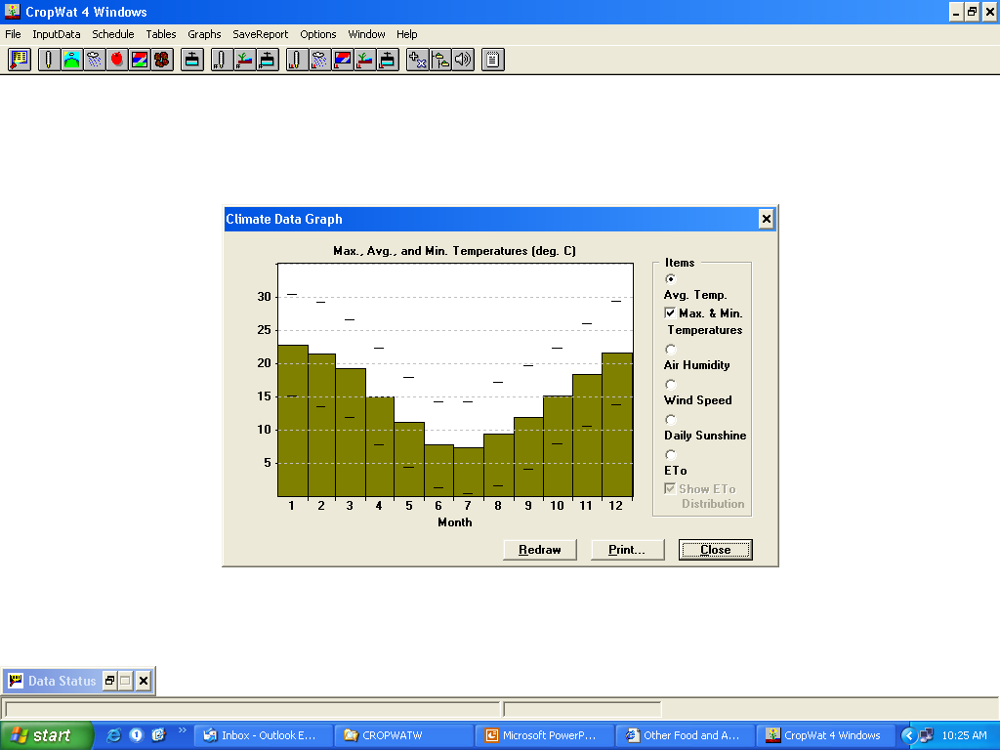 CropWat 4 Windows
File InputData Schedule Tables Graphs SaveReport Options Window Help
Climate Data Graph
Max., Avg., and Min. Temperatures (deg. C)
30
25
20
15
10
5
1 2 3 4 5 6 7 8 9 10 11 12
Month
Items
Avg. Temp.
Max. & Min.
Temperatures
Air Humidity
Wind Speed
Daily Sunshine
ETo
Show ETo
Distribution
Redraw Print... Close
Data Status
start
Inbox - Outlook E... CROPWATW Microsoft PowerP... Other Food and A... CropWat 4 Windows 10:25 AM